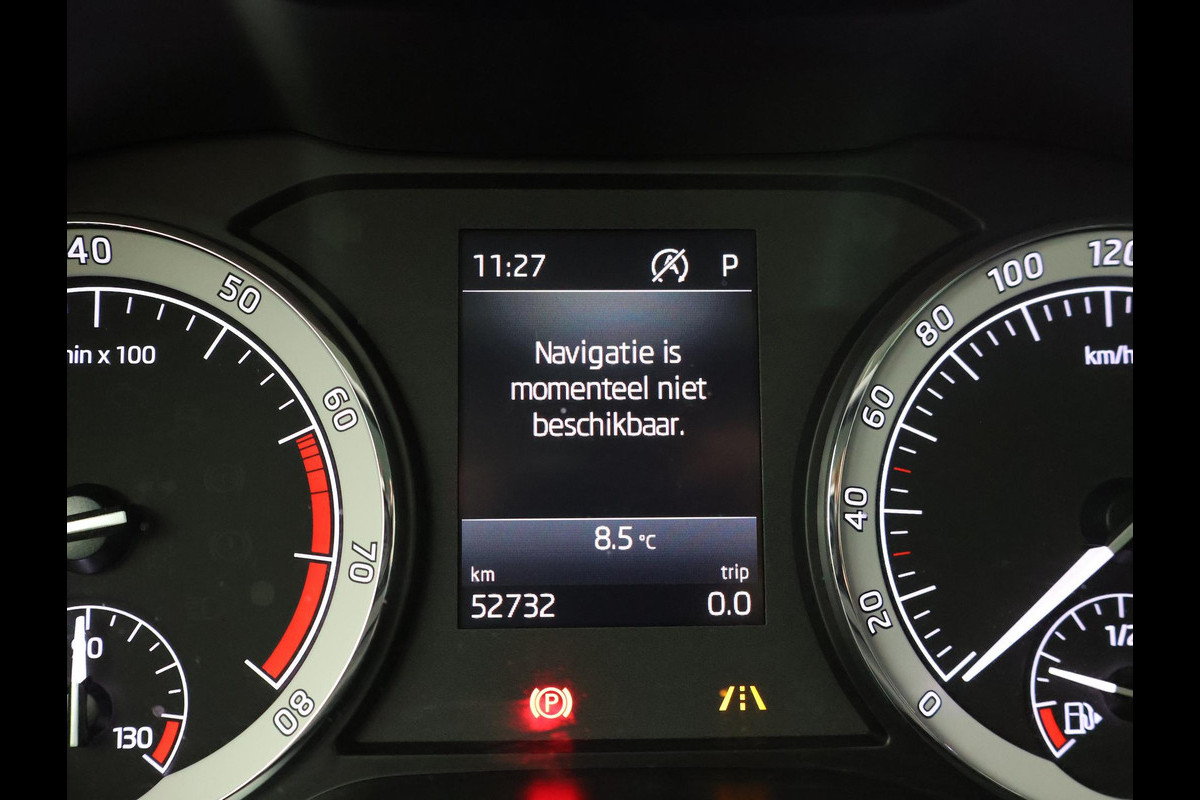 40
50
60
70
80
min x 100
90
130
11:27 P
Navigatie is
momenteel niet
beschikbaar.
8.5 °C
km trip
52732 0.0
P
0
20
40
60
80
100
120
km/h
1/2